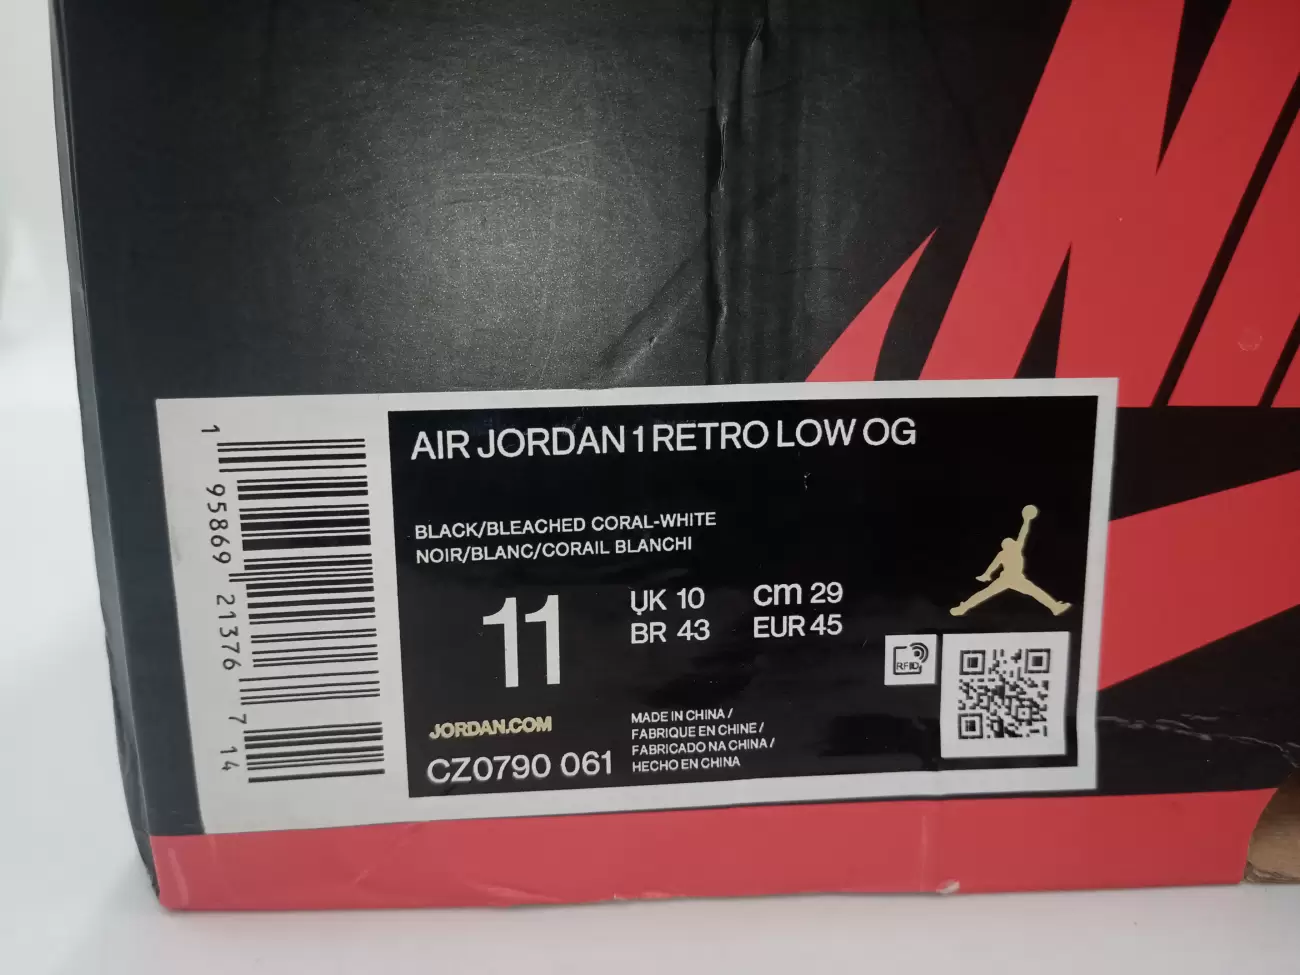 AIR JORDAN 1 RETRO LOW OG
BLACK/BLEACHED CORAL-WHITE
NOIR/BLANC/CORAIL BLANCHI
11
UK 10
BR 43
cm 29
EUR 45
RFID
JORDAN.COM
CZ0790 061
MADE IN CHINA /
FABRIQUE EN CHINE /
FABRICADO NA CHINA /
HECHO EN CHINA
1 95869 21376 7 14